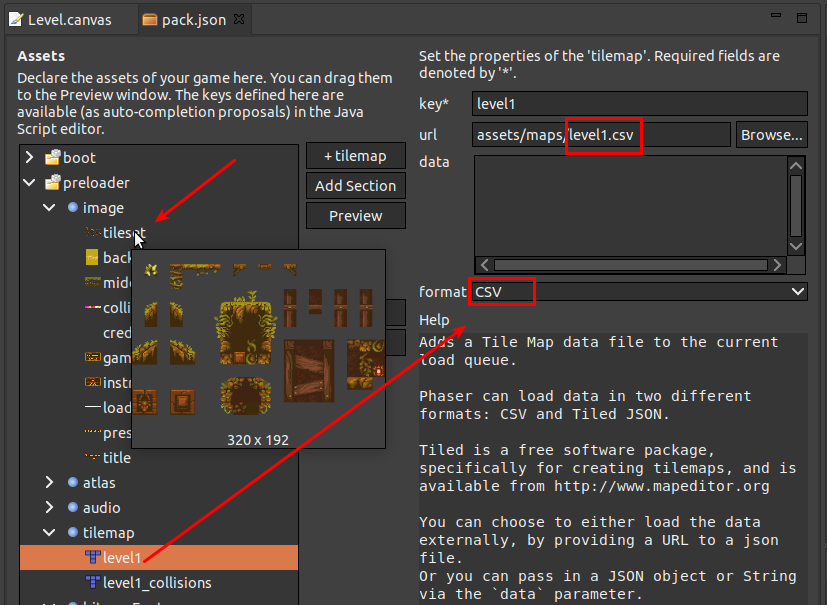 Level.canvas
pack.json
Assets
Declare the assets of your game here. You can drag them
to the Preview window. The keys defined here are
available (as auto-completion proposals) in the Java
Script editor.
boot
preloader
image
tileset
back
midd
colli
cred
gam
instr
load
pres
title
atlas
audio
tilemap
level1
level1_collisions
+ tilemap
Add Section
Preview
320 x 192
Set the properties of the 'tilemap'. Required fields are
denoted by '*'.
key*
level1
url
assets/maps/level1.csv
Browse...
data
format
CSV
Help
Adds a Tile Map data file to the current
load queue.
Phaser can load data in two different
formats: CSV and Tiled JSON.
Tiled is a free software package,
specifically for creating tilemaps, and is
available from http://www.mapeditor.org
You can choose to either load the data
externally, by providing a URL to a json
file.
Or you can pass in a JSON object or String
via the `data` parameter.